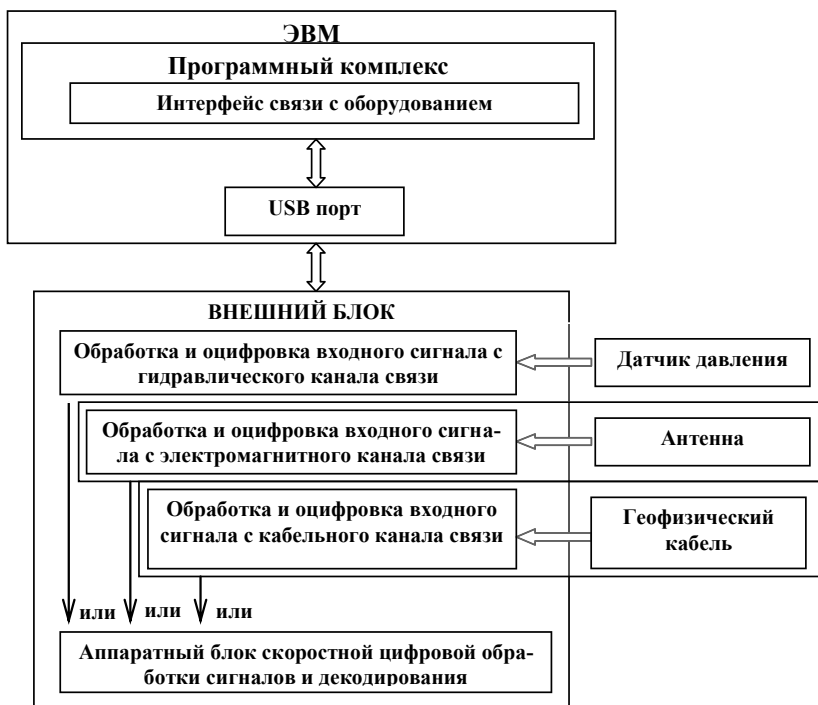 ЭВМ
Программный комплекс
Интерфейс связи с оборудованием
USB порт
ВНЕШНИЙ БЛОК
Обработка и оцифровка входного сигнала с
гидравлического канала связи
Датчик давления
Обработка и оцифровка входного сигна-
ла с электромагнитного канала связи
Антенна
Обработка и оцифровка входного
сигнала с кабельного канала связи
Геофизический
кабель
или или или
Аппаратный блок скоростной цифровой обра-
ботки сигналов и декодирования